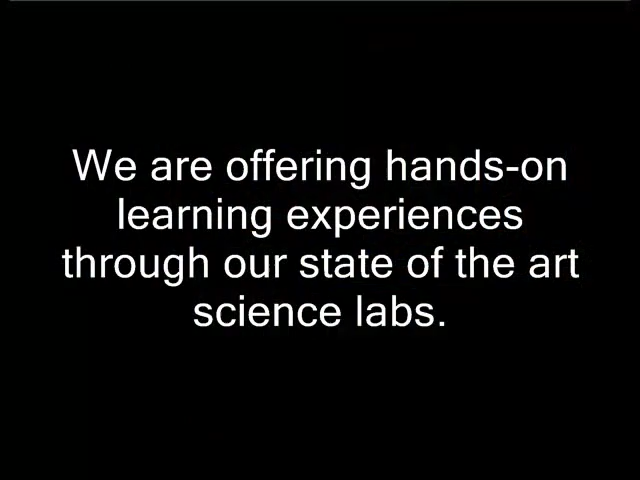 We are offering hands-on
learning experiences
through our state of the art
science labs.